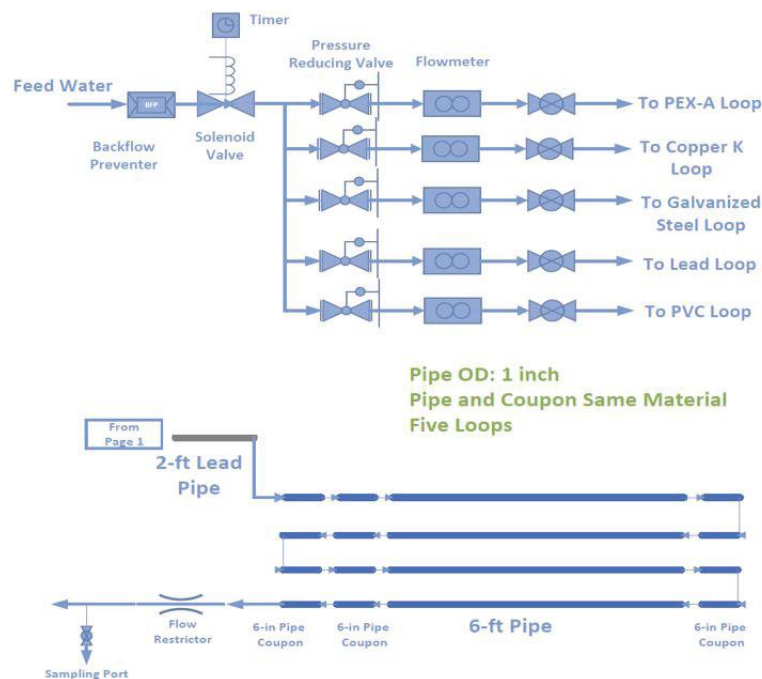 Timer
Pressure
Reducing Valve
Flowmeter
Feed Water
BFP
Backflow
Preventer
Solenoid
Valve
To PEX-A Loop
To Copper K
Loop
To Galvanized
Steel Loop
To Lead Loop
To PVC Loop
Pipe OD: 1 inch
Pipe and Coupon Same Material
Five Loops
From
Page 1
2-ft Lead
Pipe
Flow
Restrictor
6-in Pipe
Coupon
6-in Pipe
Coupon
6-ft Pipe
6-in Pipe
Coupon
Sampling Port